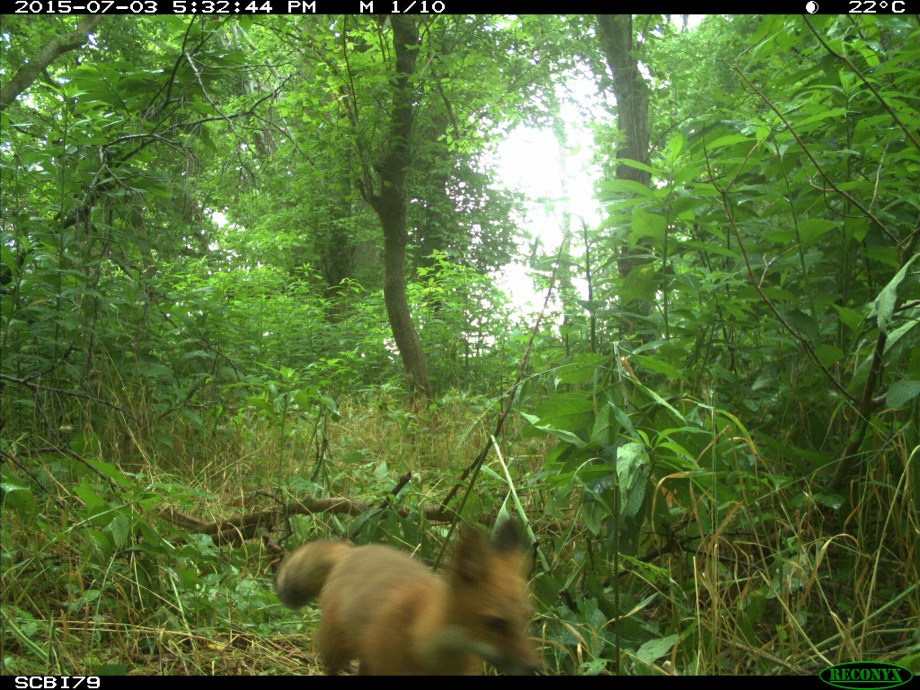 2015-07-03 5:32:44 PM M 1/10 22°C
SCBI79 RECONYX